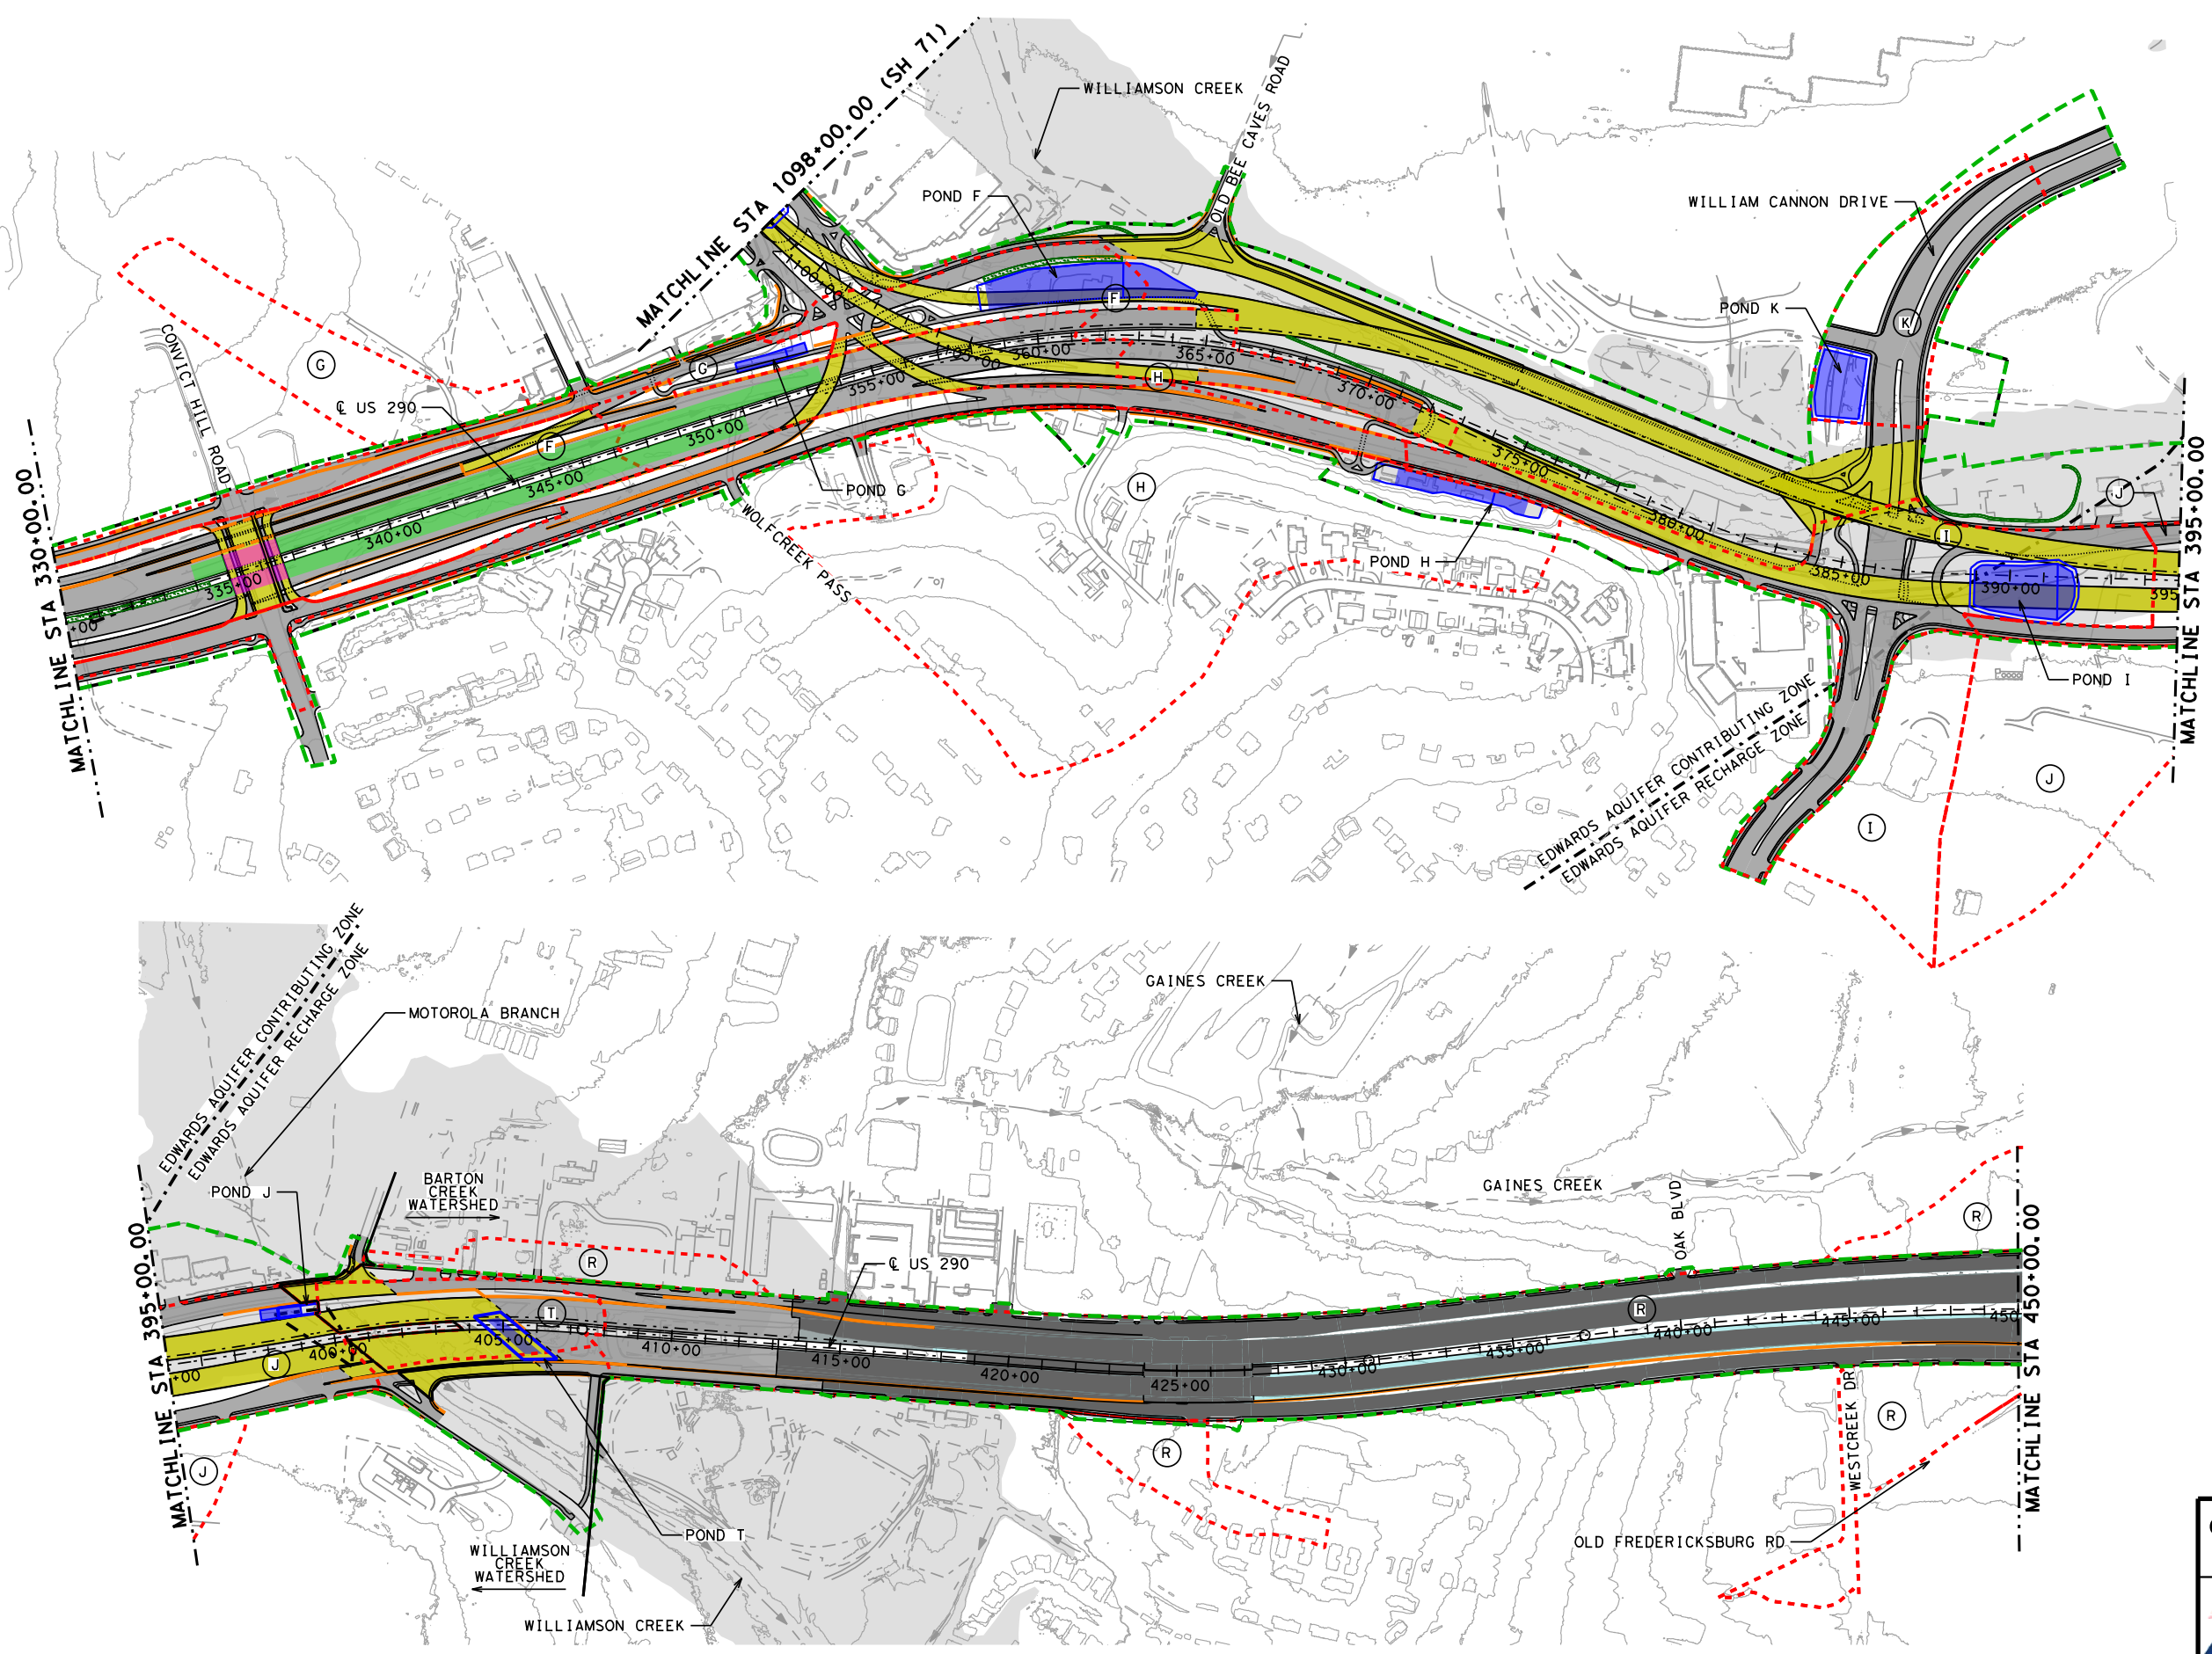 MATCHLINE STA 1098+00.00 (SH 71)
WILLIAMSON CREEK
OLD BEE CAVES ROAD
POND F
WILLIAM CANNON DRIVE
POND K
K
1100+00
F
G
G
CONVICT HILL ROAD
℄ US 290
F
H
360+00
365+00
355+00
370+00
350+00
345+00
340+00
335+00
+00
POND G
H
WOLFCREEK PASS
375+00
380+00
385+00
390+00
395
POND H
I
J
POND I
MATCHLINE STA 330+00.00
MATCHLINE STA 395+00.00
EDWARDS AQUIFER CONTRIBUTING ZONE
EDWARDS AQUIFER RECHARGE ZONE
J
I
EDWARDS AQUIFER CONTRIBUTING ZONE
EDWARDS AQUIFER RECHARGE ZONE
MOTOROLA BRANCH
GAINES CREEK
POND J
BARTON
CREEK
WATERSHED
GAINES CREEK
OAK BLVD
R
R
℄ US 290
MATCHLINE STA 395+00.00
T
R
J
+00
400+00
405+00
410+00
415+00
420+00
425+00
430+00
435+00
440+00
445+00
450
MATCHLINE STA 450+00.00
J
R
WESTCREEK DR
R
POND T
WILLIAMSON
CREEK
WATERSHED
WILLIAMSON CREEK
OLD FREDERICKSBURG RD